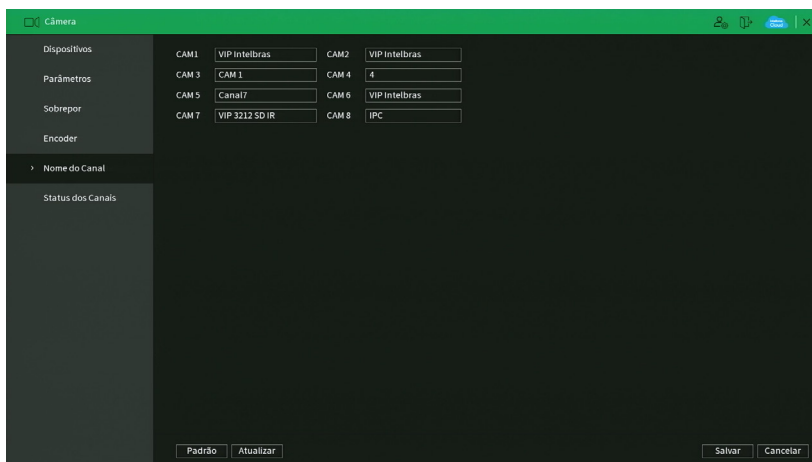 Câmera
Cloud
Dispositivos
Parâmetros
Sobrepor
Encoder
> Nome do Canal
Status dos Canais
CAM1 VIP Intelbras CAM2 VIP Intelbras
CAM 3 CAM 1 CAM 4 4
CAM 5 Canal7 CAM 6 VIP Intelbras
CAM 7 VIP 3212 SD IR CAM 8 IPC
Padrão Atualizar Salvar Cancelar